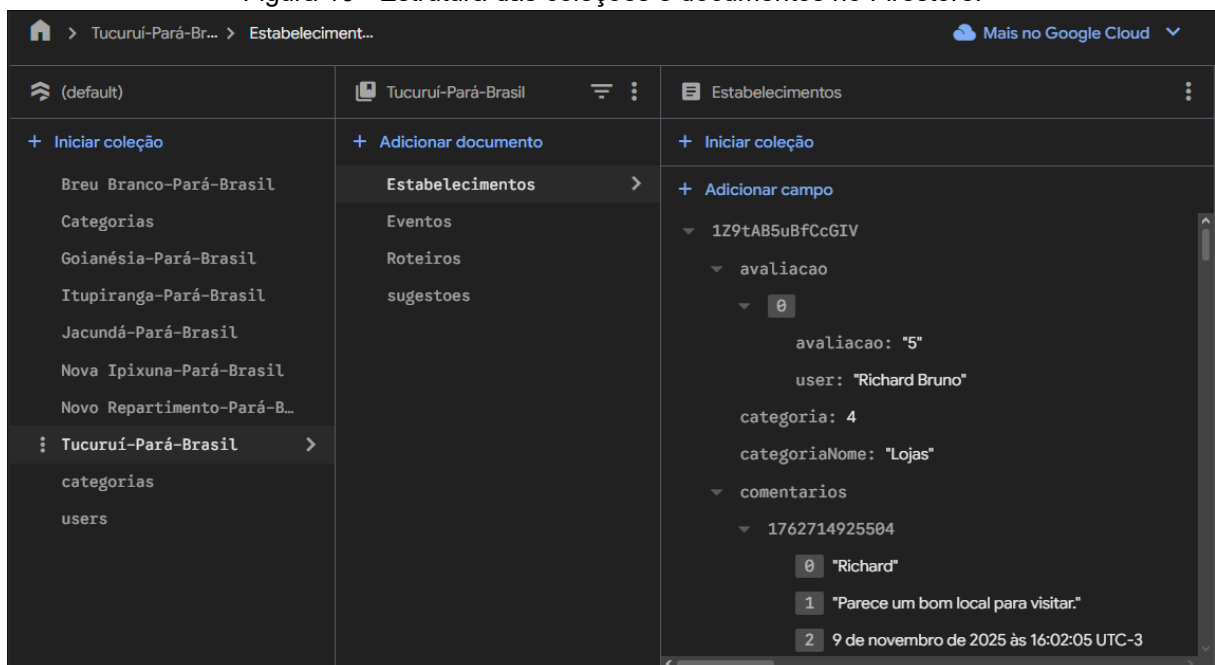 Tucuruí-Pará-Br... > Estabeleciment...
Mais no Google Cloud
(default)
Tucuruí-Pará-Brasil
Estabelecimentos
+ Iniciar coleção
+ Adicionar documento
+ Iniciar coleção
+ Adicionar campo
Breu Branco-Pará-Brasil
Categorias
Goianésia-Pará-Brasil
Itupiranga-Pará-Brasil
Jacundá-Pará-Brasil
Nova Ipixuna-Pará-Brasil
Novo Repartimento-Pará-B…
Tucuruí-Pará-Brasil
categorias
users
Estabelecimentos
Eventos
Roteiros
sugestoes
1Z9tAB5uBfCcGIV
avaliacao
0
avaliacao: "5"
user: "Richard Bruno"
categoria: 4
categoriaNome: "Lojas"
comentarios
1762714925504
0 "Richard"
1 "Parece um bom local para visitar."
2 9 de novembro de 2025 às 16:02:05 UTC-3